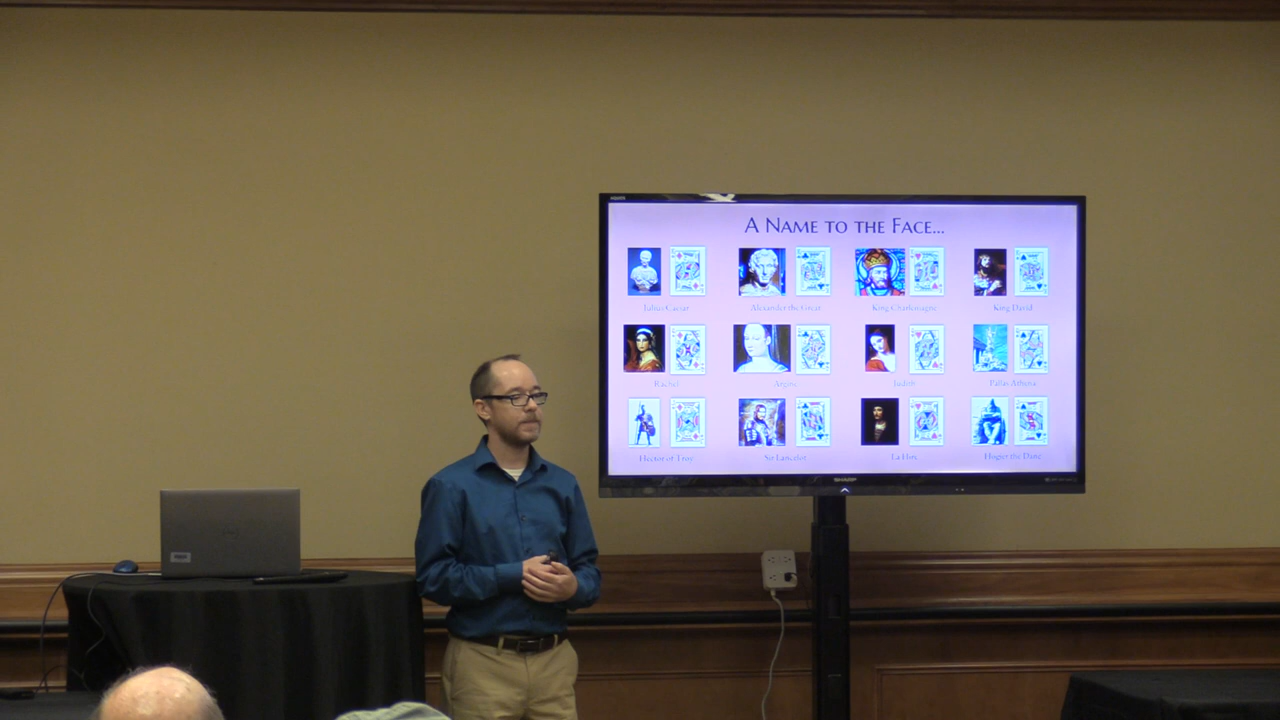 A NAME TO THE FACE...
Julius Caesar
Alexander the Great
King Charlemagne
King David
Rachel
Argine
Judith
Pallas Athena
Hector of Troy
Sir Lancelot
La Hire
Hogier the Dane
SHARP